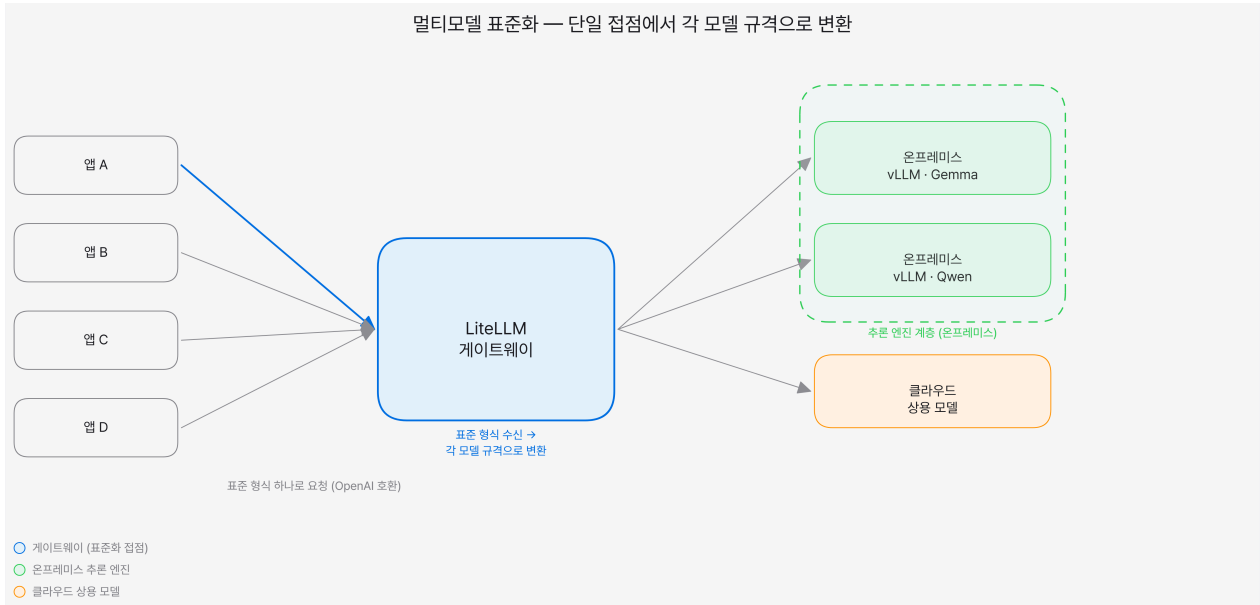 멀티모델 표준화 — 단일 접점에서 각 모델 규격으로 변환
앱 A
앱 B
앱 C
앱 D
LiteLLM
게이트웨이
표준 형식 수신 →
각 모델 규격으로 변환
표준 형식 하나로 요청 (OpenAI 호환)
온프레미스
vLLM · Gemma
온프레미스
vLLM · Qwen
추론 엔진 계층 (온프레미스)
클라우드
상용 모델
게이트웨이 (표준화 접점)
온프레미스 추론 엔진
클라우드 상용 모델